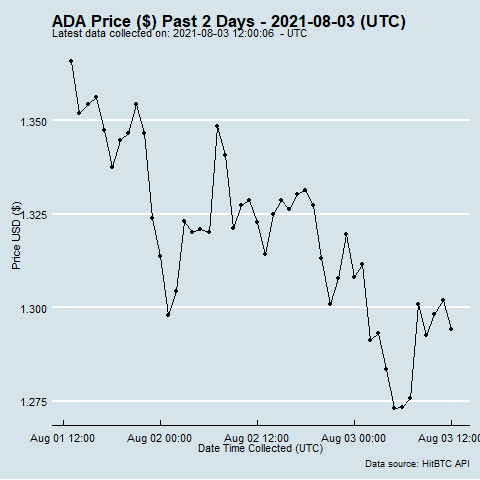 ADA Price ($) Past 2 Days - 2021-08-03 (UTC)
Latest data collected on: 2021-08-03 12:00:06  - UTC
1.350
1.325
1.300
1.275
Price USD ($)
Aug 01 12:00 Aug 02 00:00 Aug 02 12:00 Aug 03 00:00 Aug 03 12:00
Date Time Collected (UTC)
Data source: HitBTC API